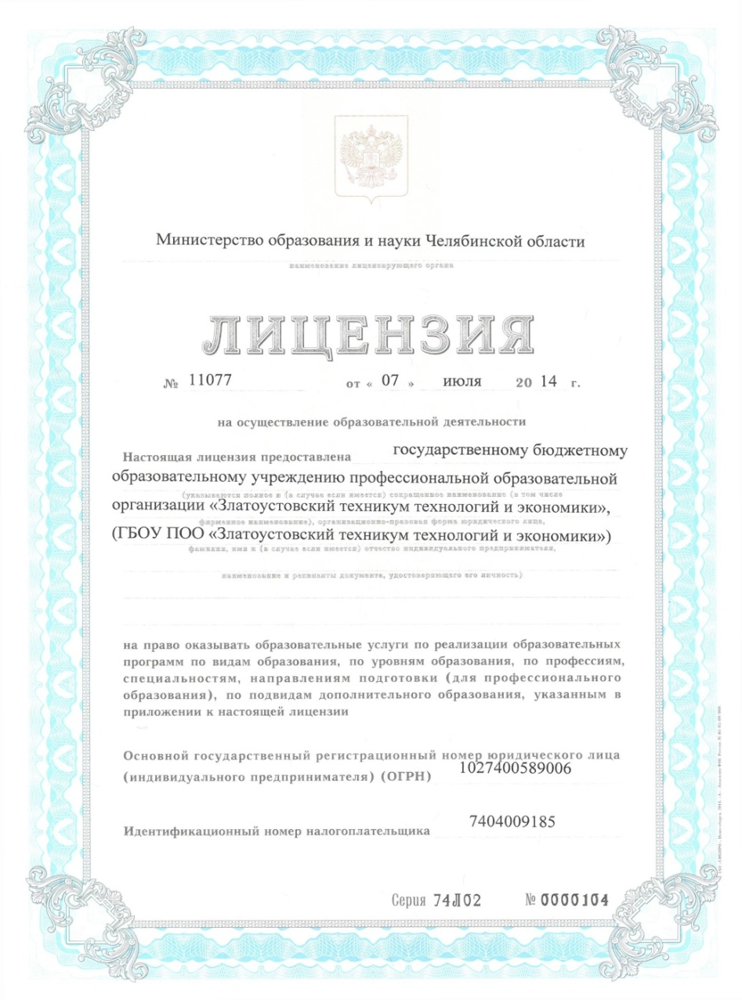 Министерство образования и науки Челябинской области
наименование лицензирующего органа
ЛИЦЕНЗИЯ
№ 11077 от « 07 » июля 20 14 г.
на осуществление образовательной деятельности
Настоящая лицензия предоставлена государственному бюджетному
образовательному учреждению профессиональной образовательной
(указываются полное и (в случае если имеется) сокращенное наименование (в том числе
организации «Златоустовский техникум технологий и экономики»,
фирменное наименование), организационно-правовая форма юридического лица,
(ГБОУ ПОО «Златоустовский техникум технологий и экономики»)
фамилия, имя и (в случае если имеется) отчество индивидуального предпринимателя,
наименование и реквизиты документа, удостоверяющего его личность)
на право оказывать образовательные услуги по реализации образовательных
программ по видам образования, по уровням образования, по профессиям,
специальностям, направлениям подготовки (для профессионального
образования), по подвидам дополнительного образования, указанным в
приложении к настоящей лицензии
Основной государственный регистрационный номер юридического лица
(индивидуального предпринимателя) (ОГРН) 1027400589006
Идентификационный номер налогоплательщика 7404009185
Серия 74Л02 № 0000104